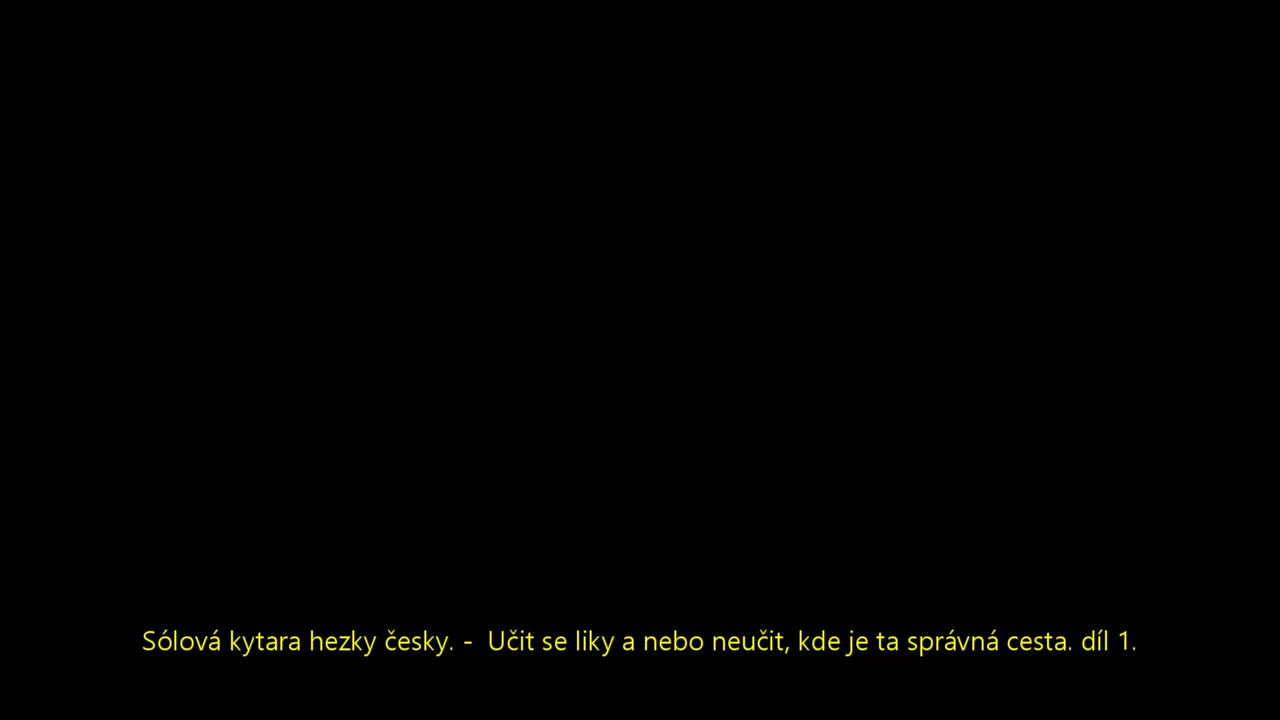 Sólová kytara hezky česky. -  Učit se liky a nebo neučit, kde je ta správná cesta. díl 1.